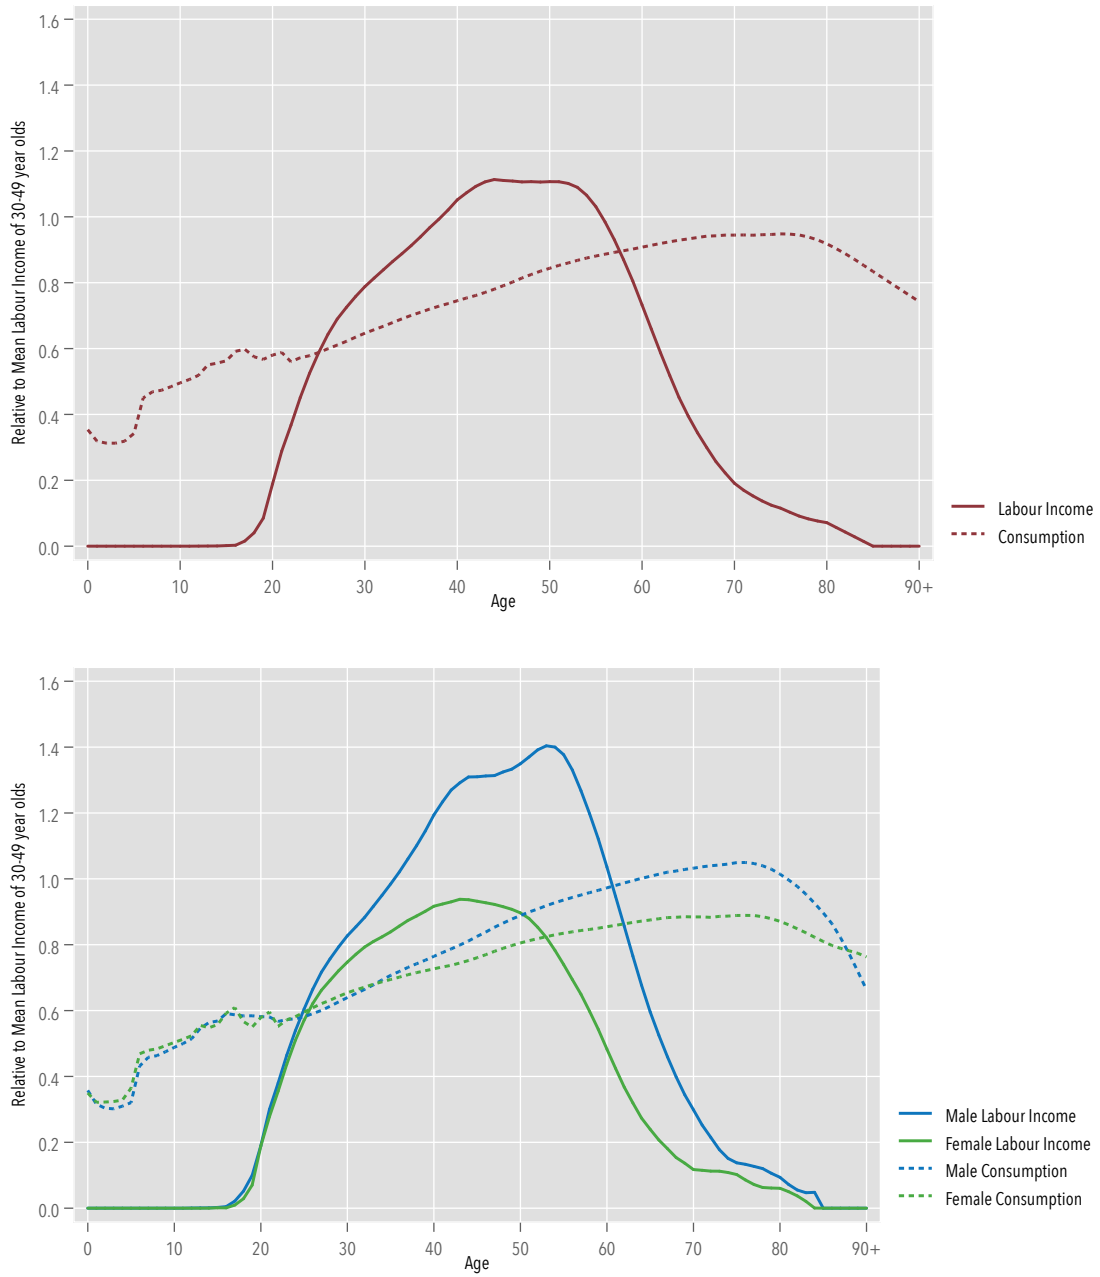 Relative to Mean Labour Income of 30-49 year olds
1.6
1.4
1.2
1.0
0.8
0.6
0.4
0.2
0.0
0 10 20 30 40 50 60 70 80 90+
Age
Labour Income
Consumption
Relative to Mean Labour Income of 30-49 year olds
1.6
1.4
1.2
1.0
0.8
0.6
0.4
0.2
0.0
0 10 20 30 40 50 60 70 80 90+
Age
Male Labour Income
Female Labour Income
Male Consumption
Female Consumption